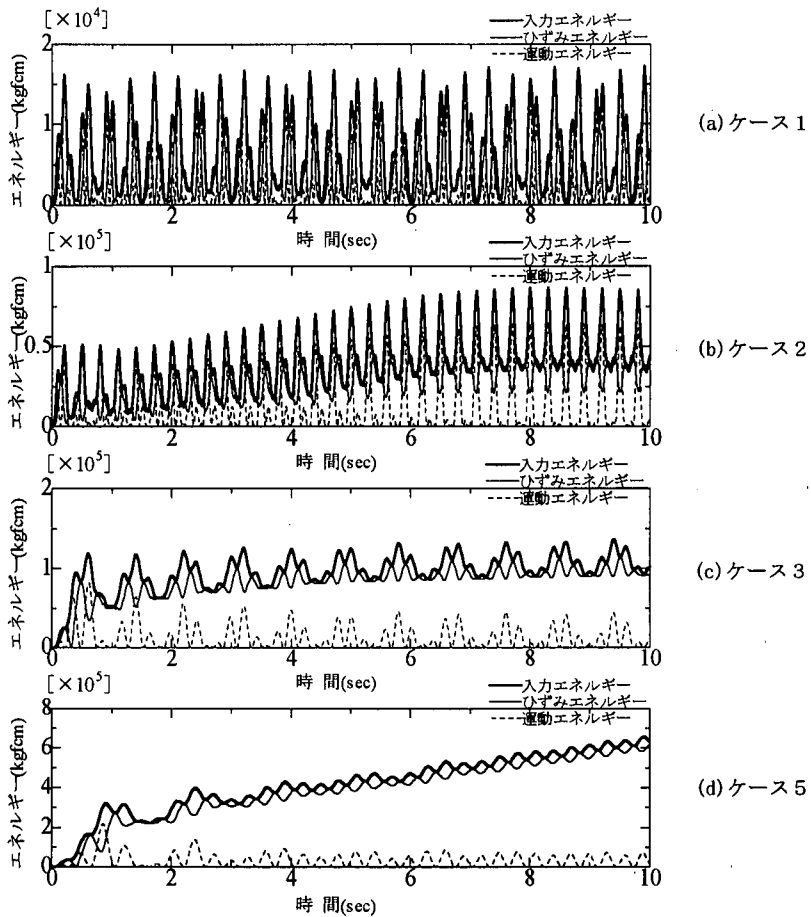 [×10⁴]
入力エネルギー
ひずみエネルギー
運動エネルギー
エネルギー(kgfcm)
2
1
0
0 2 4 6 8 10
時 間(sec)
(a)ケース1
[×10⁵]
入力エネルギー
ひずみエネルギー
運動エネルギー
エネルギー(kgfcm)
1
0.5
0
0 2 4 6 8 10
時 間(sec)
(b)ケース2
[×10⁵]
入力エネルギー
ひずみエネルギー
運動エネルギー
エネルギー(kgfcm)
2
1
0
0 2 4 6 8 10
時 間(sec)
(c)ケース3
[×10⁵]
入力エネルギー
ひずみエネルギー
運動エネルギー
エネルギー(kgfcm)
8
6
4
2
0
0 2 4 6 8 10
時 間(sec)
(d)ケース5